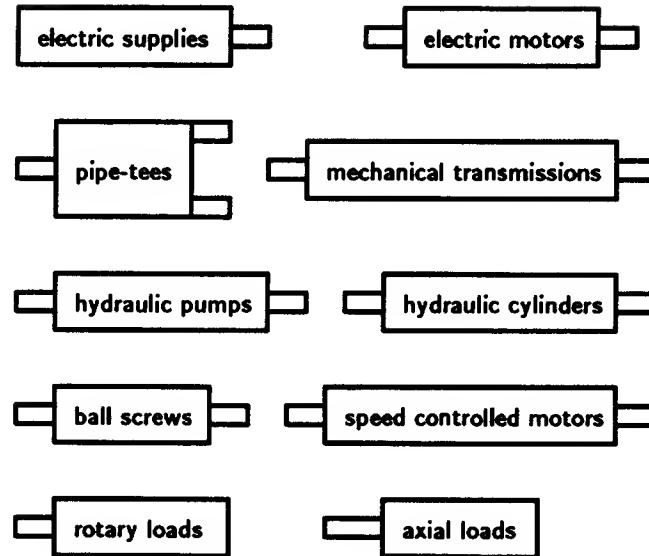 electric supplies
electric motors
pipe-tees
mechanical transmissions
hydraulic pumps
hydraulic cylinders
ball screws
speed controlled motors
rotary loads
axial loads